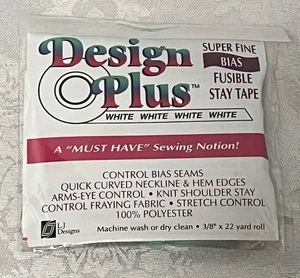 Design
Plus™
SUPER FINE
BIAS
FUSIBLE
STAY TAPE
WHITE WHITE WHITE WHITE
A "MUST HAVE" Sewing Notion!
CONTROL BIAS SEAMS
QUICK CURVED NECKLINE & HEM EDGES
ARMS-EYE CONTROL • KNIT SHOULDER STAY
CONTROL FRAYING FABRIC • STRETCH CONTROL
100% POLYESTER
L.J.
Designs
Machine wash or dry clean • 3/8" x 22 yard roll